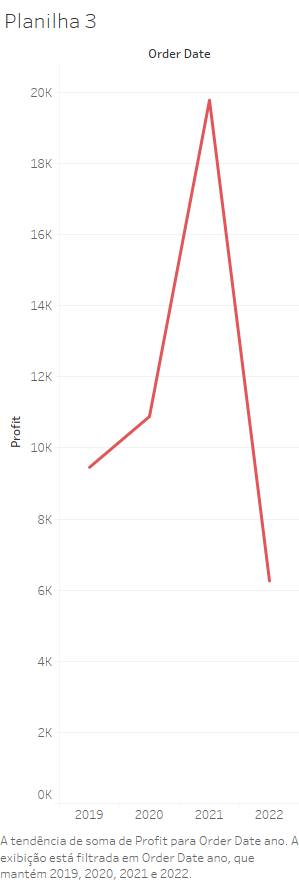 Planilha 3
Order Date
20K
18K
16K
14K
12K
10K
8K
6K
4K
2K
0K
Profit
2019 2020 2021 2022
A tendência de soma de Profit para Order Date ano. A
exibição está filtrada em Order Date ano, que
mantém 2019, 2020, 2021 e 2022.